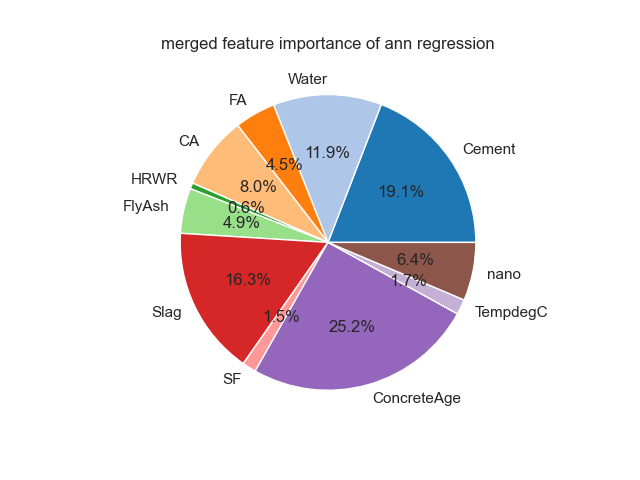 merged feature importance of ann regression
Water
FA
CA
Cement
11.9%
4.5%
19.1%
8.0%
HRWR
0.6%
FlyAsh
4.9%
6.4%
nano
16.3%
1.7%
Slag
1.5%
TempdegC
25.2%
SF
ConcreteAge